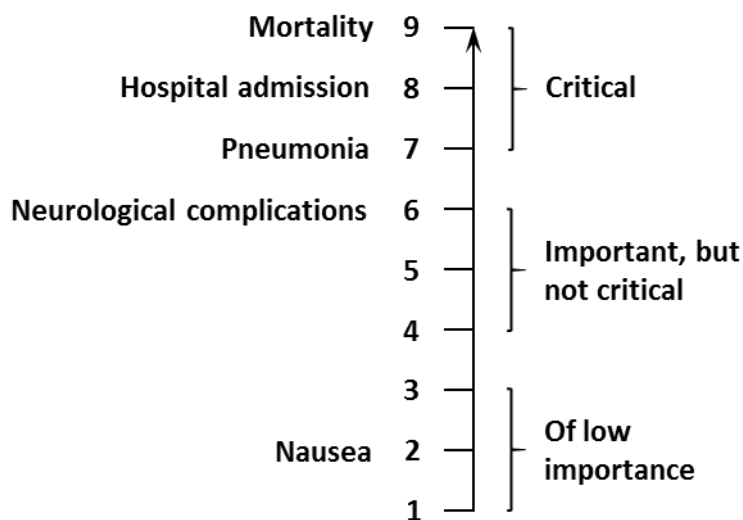 Mortality 9
Hospital admission 8 Critical
Pneumonia 7
Neurological complications 6
Important, but
5
not critical
4
3
Of low
Nausea 2
importance
1